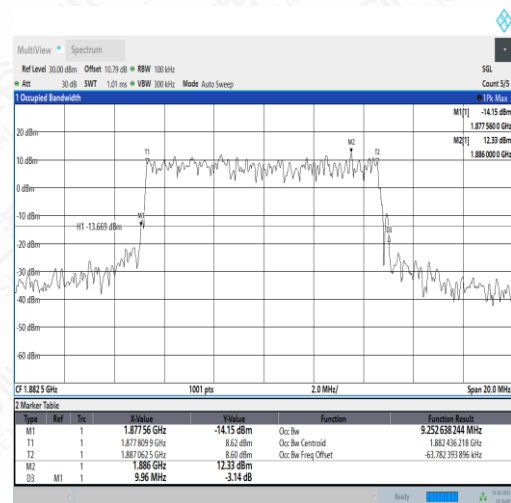 MultiView Spectrum
Ref Level 30.00 dBm Offset 10.79 dB RBW 100 kHz SGL
Att 30 dB SWT 1.01 ms VBW 300 kHz Mode Auto Sweep Count 5/5
1 Occupied Bandwidth 1Pk Max
M1[1] -14.15 dBm
1.877 560 0 GHz
M2[1] 12.33 dBm
1.886 000 0 GHz
20 dBm
M2
T1 T2
10 dBm
0 dBm
-10 dBm
M1
H1 -13.669 dBm
D3
-20 dBm
-30 dBm
-40 dBm
-50 dBm
-60 dBm
CF 1.882 5 GHz 1001 pts 2.0 MHz/ Span 20.0 MHz
2 Marker Table
Type Ref Trc X-Value Y-Value Function Function Result
M1 1 1.877 56 GHz -14.15 dBm Occ Bw 9.252 638 244 MHz
T1 1 1.877 809 9 GHz 8.62 dBm Occ Bw Centroid 1.882 436 218 GHz
T2 1 1.887 062 5 GHz 8.60 dBm Occ Bw Freq Offset -63.782 393 896 kHz
M2 1 1.886 GHz 12.33 dBm
D3 M1 1 9.96 MHz -3.14 dB
Ready